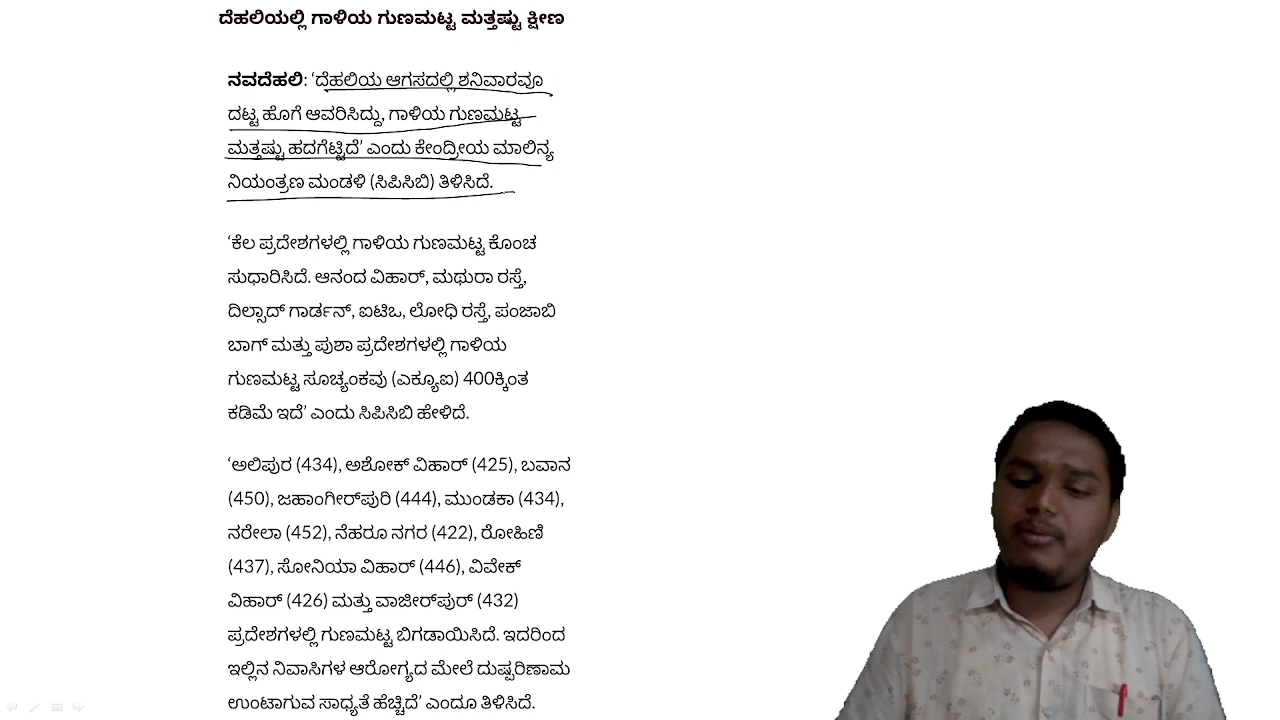 ದೆಹಲಿಯಲ್ಲಿ ಗಾಳಿಯ ಗುಣಮಟ್ಟ ಮತ್ತಷ್ಟು ಕ್ಷೀಣ
ನವದೆಹಲಿ: ‘ದೆಹಲಿಯ ಆಗಸದಲ್ಲಿ ಶನಿವಾರವೂ
ದಟ್ಟ ಹೊಗೆ ಆವರಿಸಿದ್ದು, ಗಾಳಿಯ ಗುಣಮಟ್ಟ
ಮತ್ತಷ್ಟು ಹದಗೆಟ್ಟಿದೆ’ ಎಂದು ಕೇಂದ್ರೀಯ ಮಾಲಿನ್ಯ
ನಿಯಂತ್ರಣ ಮಂಡಳಿ (ಸಿಪಿಸಿಬಿ) ತಿಳಿಸಿದೆ.
‘ಕೆಲ ಪ್ರದೇಶಗಳಲ್ಲಿ ಗಾಳಿಯ ಗುಣಮಟ್ಟ ಕೊಂಚ
ಸುಧಾರಿಸಿದೆ. ಆನಂದ ವಿಹಾರ್, ಮಥುರಾ ರಸ್ತೆ,
ದಿಲ್ಸಾದ್ ಗಾರ್ಡನ್, ಐಟಿಒ, ಲೋಧಿ ರಸ್ತೆ, ಪಂಜಾಬಿ
ಬಾಗ್ ಮತ್ತು ಪುಶಾ ಪ್ರದೇಶಗಳಲ್ಲಿ ಗಾಳಿಯ
ಗುಣಮಟ್ಟ ಸೂಚ್ಯಂಕವು (ಎಕ್ಯೂಐ) 400ಕ್ಕಿಂತ
ಕಡಿಮೆ ಇದೆ’ ಎಂದು ಸಿಪಿಸಿಬಿ ಹೇಳಿದೆ.
‘ಅಲಿಪುರ (434), ಅಶೋಕ್ ವಿಹಾರ್ (425), ಬವಾನ
(450), ಜಹಾಂಗೀರ್‌ಪುರಿ (444), ಮುಂಡಕಾ (434),
ನರೇಲಾ (452), ನೆಹರೂ ನಗರ (422), ರೋಹಿಣಿ
(437), ಸೋನಿಯಾ ವಿಹಾರ್ (446), ವಿವೇಕ್
ವಿಹಾರ್ (426) ಮತ್ತು ವಾಜೀರ್‌ಪುರ್ (432)
ಪ್ರದೇಶಗಳಲ್ಲಿ ಗುಣಮಟ್ಟ ಬಿಗಡಾಯಿಸಿದೆ. ಇದರಿಂದ
ಇಲ್ಲಿನ ನಿವಾಸಿಗಳ ಆರೋಗ್ಯದ ಮೇಲೆ ದುಷ್ಪರಿಣಾಮ
ಉಂಟಾಗುವ ಸಾಧ್ಯತೆ ಹೆಚ್ಚಿದೆ’ ಎಂದೂ ತಿಳಿಸಿದೆ.